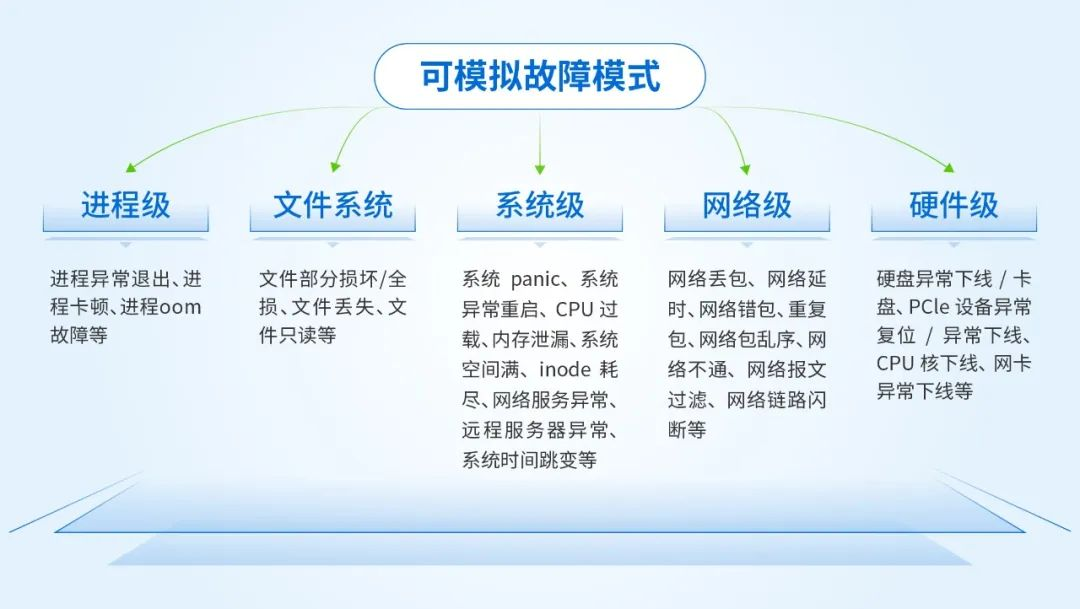 可模拟故障模式
进程级
进程异常退出、进
程卡顿、进程oom
故障等
文件系统
文件部分损坏/全
损、文件丢失、文
件只读等
系统级
系统 panic、系统
异常重启、CPU 过
载、内存泄漏、系统
空间满、inode 耗
尽、网络服务异常、
远程服务器异常、
系统时间跳变等
网络级
网络丢包、网络延
时、网络错包、重复
包、网络包乱序、网
络不通、网络报文
过滤、网络链路闪
断等
硬件级
硬盘异常下线 / 卡
盘、PCle 设备异常
复位 / 异常下线、
CPU 核下线、网卡
异常下线等